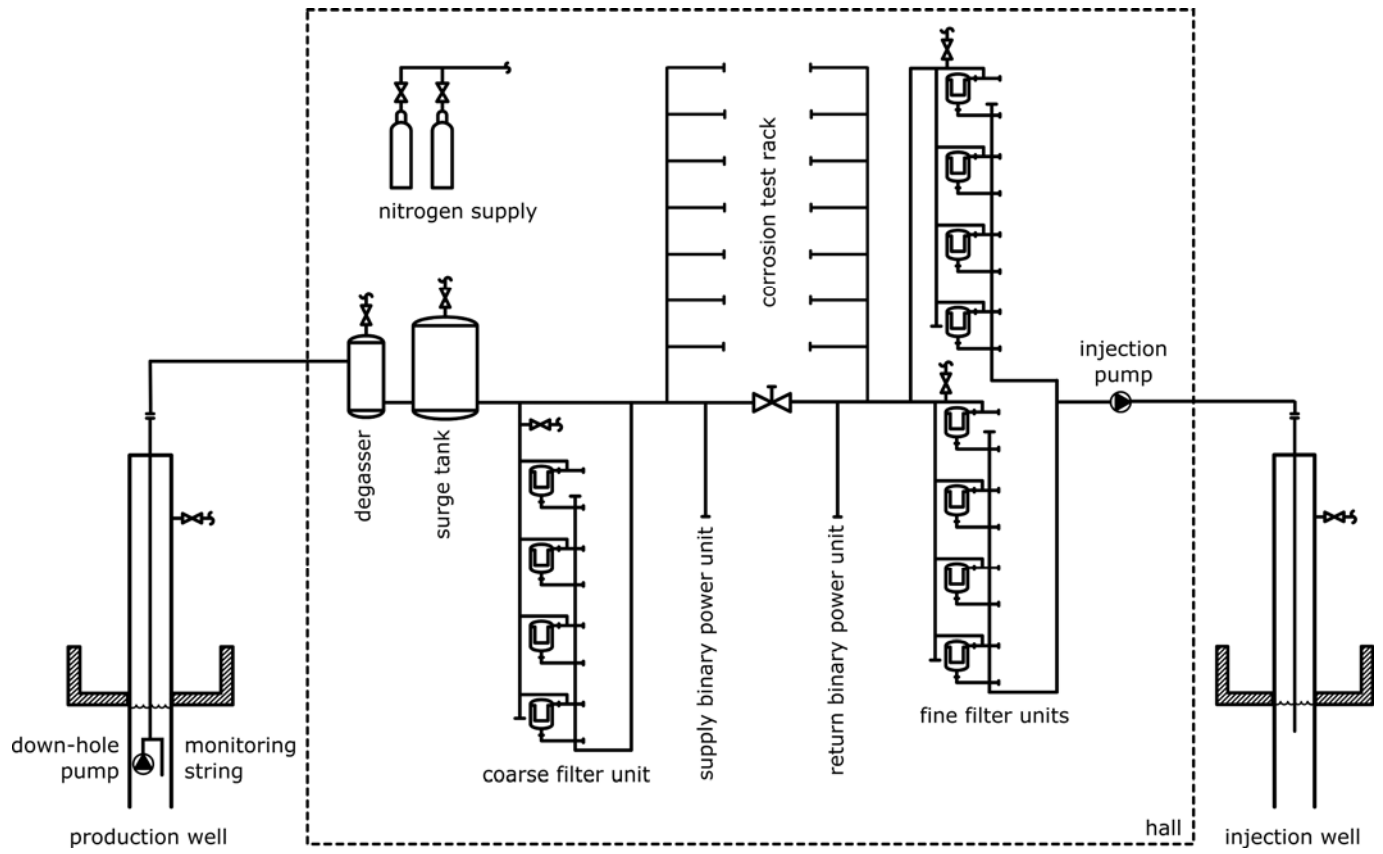 nitrogen supply
corrosion test rack
injection
pump
degasser
surge tank
supply binary power unit
return binary power unit
coarse filter unit
fine filter units
down-hole
pump
monitoring
string
production well
hall
injection well